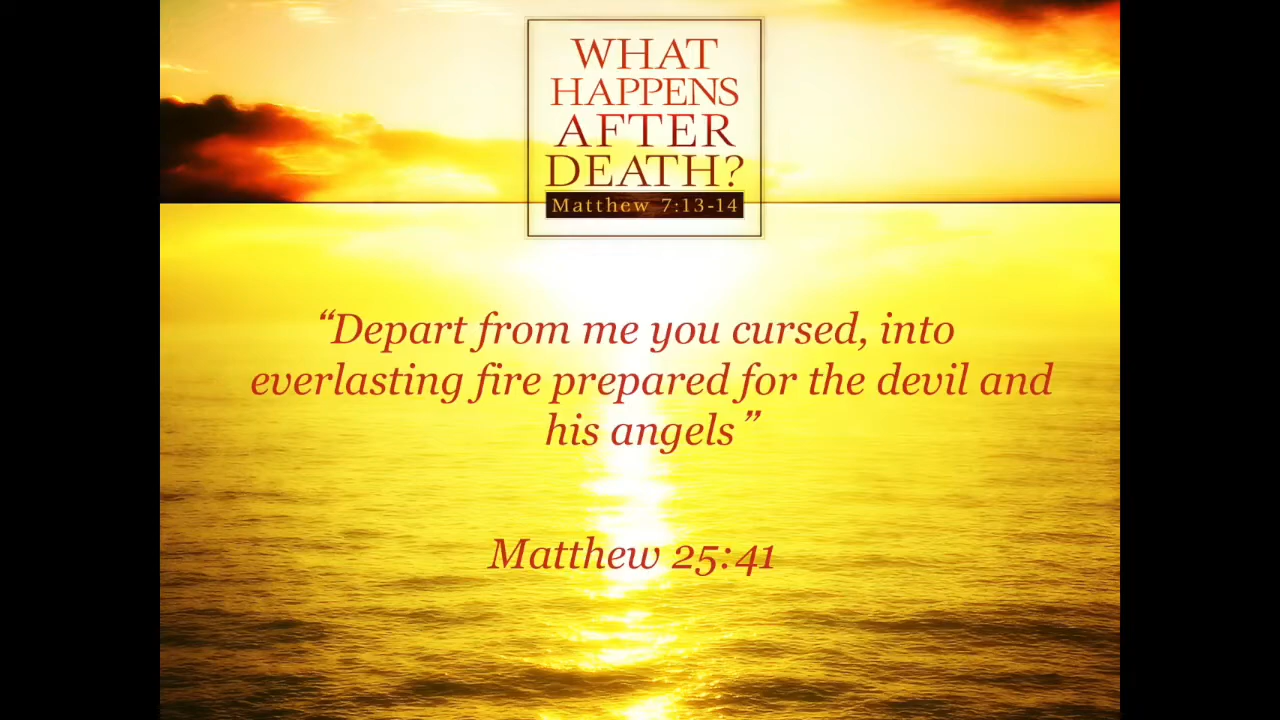 WHAT
HAPPENS
AFTER
DEATH?
Matthew 7:13-14
“Depart from me you cursed, into
everlasting fire prepared for the devil and
his angels”
Matthew 25:41